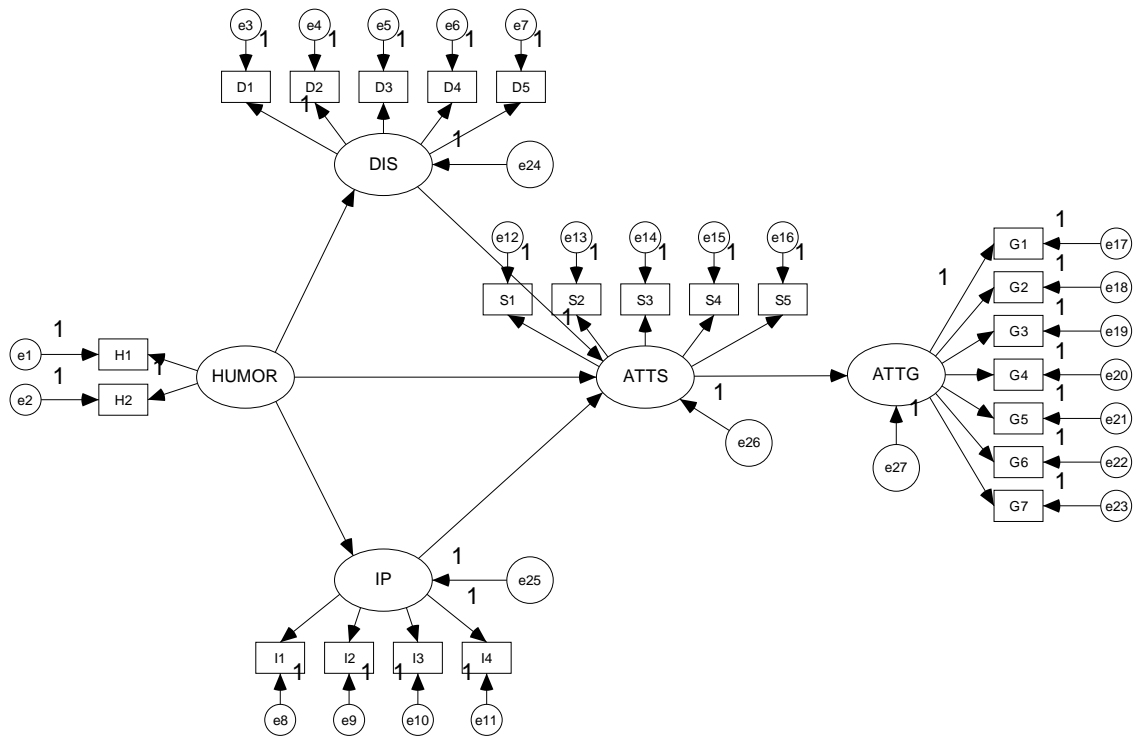 e3 e4 e5 e6 e7
1 1 1 1 1
D1 D2 D3 D4 D5
1
1
DIS
e24
e12 e13 e14 e15 e16
1 1 1 1 1
S1 S2 S3 S4 S5
1
1
G1
e17
1
G2
e18
1
1
G3
e19
1
G4
e20
1
G5
e21
1
G6
e22
1
G7
e23
1
e1
H1
1
e2
H2
1
1
HUMOR
ATTS
1
e26
ATTG
1
e27
IP
1
e25
1
I1 I2 I3 I4
1 1 1 1
e8 e9 e10 e11